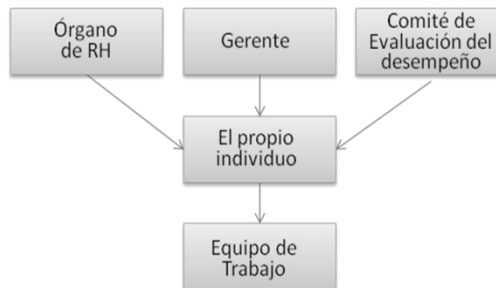 Órgano
de RH
Gerente
Comité de
Evaluación del
desempeño
El propio
individuo
Equipo de
Trabajo